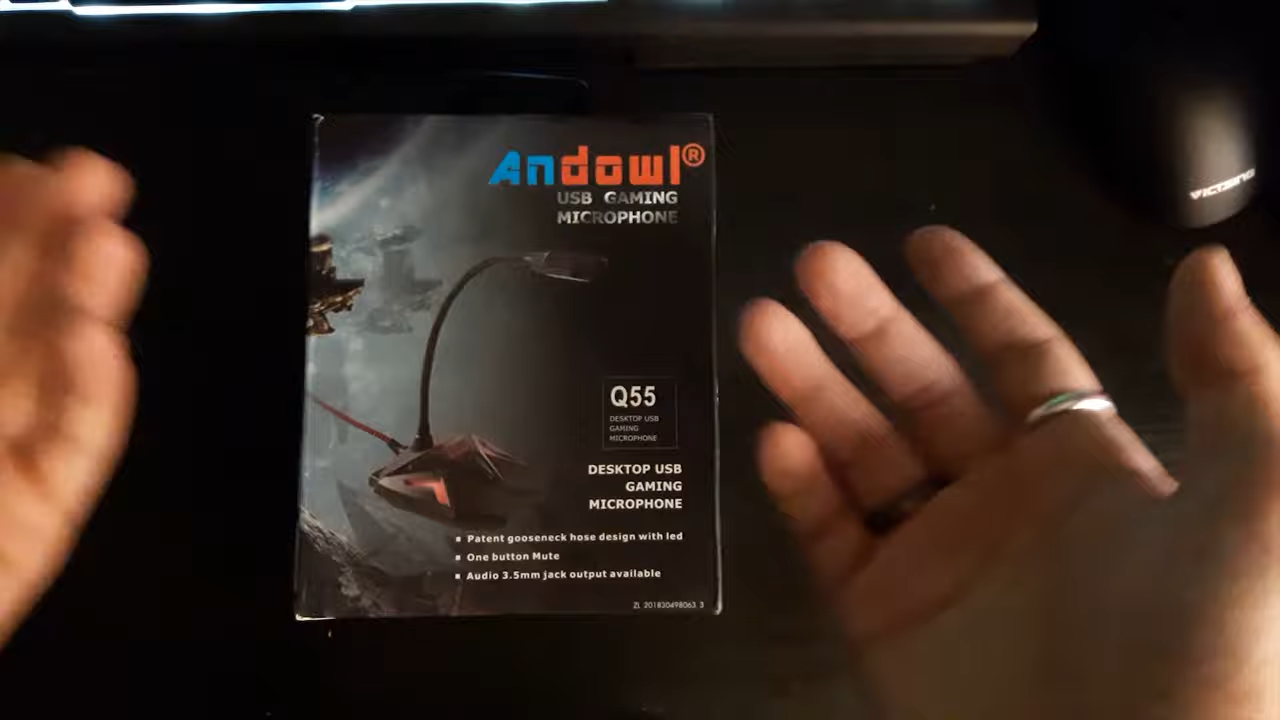 Andowl®
USB GAMING
MICROPHONE
VICTSING
Q55
DESKTOP USB
GAMING
MICROPHONE
DESKTOP USB
GAMING
MICROPHONE
Patent gooseneck hose design with led
One button Mute
Audio 3.5mm jack output available
ZL 201830498063.3